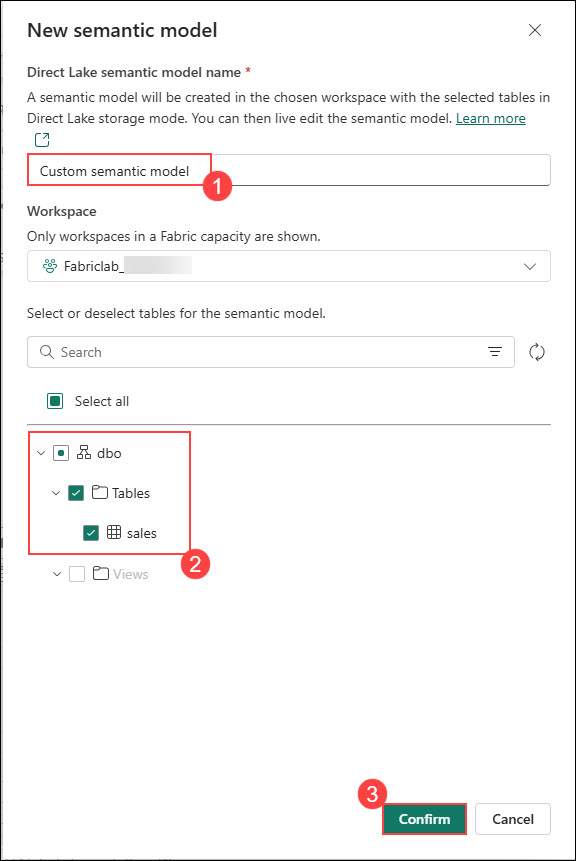 New semantic model
Direct Lake semantic model name *
A semantic model will be created in the chosen workspace with the selected tables in
Direct Lake storage mode. You can then live edit the semantic model. Learn more
Custom semantic model
1
Workspace
Only workspaces in a Fabric capacity are shown.
Fabriclab_
Select or deselect tables for the semantic model.
Search
Select all
dbo
Tables
sales
2
Views
3
Confirm
Cancel